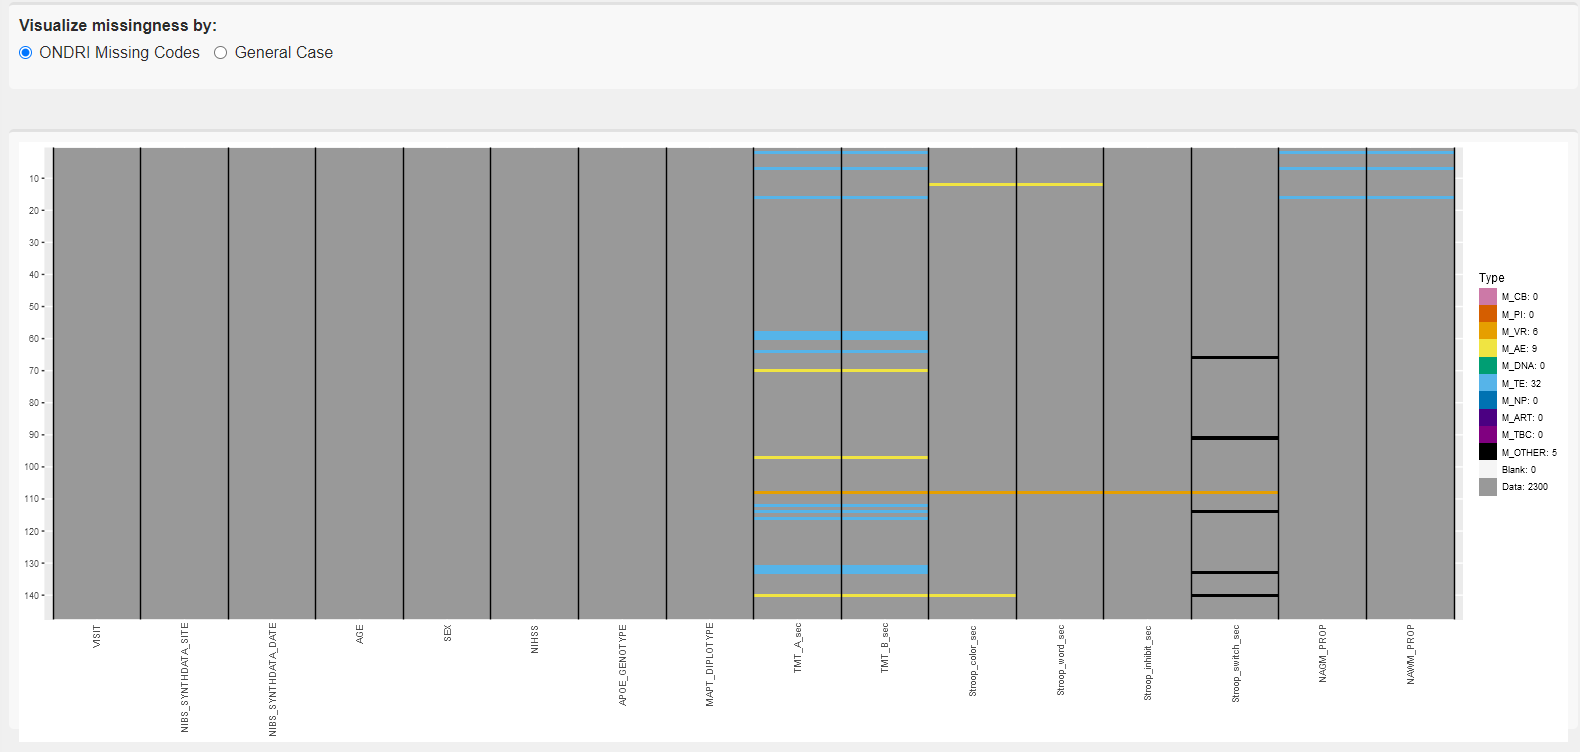 Visualize missingness by:
ONDRI Missing Codes General Case
10
20
30
40
50
60
70
80
90
100
110
120
130
140
VISIT
NIBS_SYNTHDATA_SITE
NIBS_SYNTHDATA_DATE
AGE
SEX
NIHSS
APOE_GENOTYPE
MAPT_DIPLOTYPE
TMT_A_sec
TMT_B_sec
Stroop_color_sec
Stroop_word_sec
Stroop_inhibit_sec
Stroop_switch_sec
NAGM_PROP
NAWM_PROP
Type
M_CB: 0
M_PI: 0
M_VR: 6
M_AE: 9
M_DNA: 0
M_TE: 32
M_NP: 0
M_ART: 0
M_TBC: 0
M_OTHER: 5
Blank: 0
Data: 2300